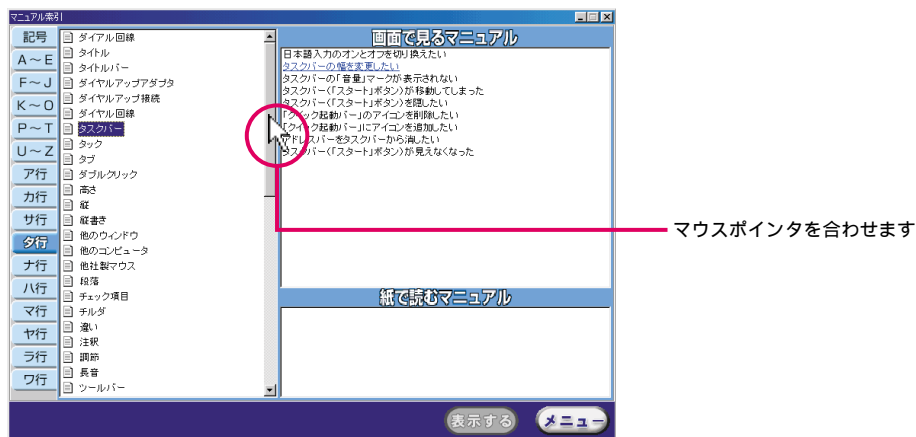 マニュアル索引
記号
A～E
F～J
K～O
P～T
U～Z
ア行
カ行
サ行
タ行
ナ行
ハ行
マ行
ヤ行
ラ行
ワ行
ダイアル回線
タイトル
タイトルバー
ダイヤルアップアダプタ
ダイヤルアップ接続
ダイヤル回線
タスクバー
タック
タブ
ダブルクリック
高さ
縦
縦書き
他のウィンドウ
他のコンピュータ
他社製マウス
段落
チェック項目
チルダ
違い
注釈
調節
長音
ツールバー
画面で見るマニュアル
日本語入力のオンとオフを切り換えたい
タスクバーの幅を変更したい
タスクバーの「音量」マークが表示されない
タスクバー(「スタート」ボタン)が移動してしまった
タスクバー(「スタート」ボタン)を隠したい
「クイック起動バー」のアイコンを削除したい
「クイック起動バー」にアイコンを追加したい
アドレスバーをタスクバーから消したい
タスクバー(「スタート」ボタン)が見えなくなった
紙で読むマニュアル
表示する
メニュー
マウスポインタを合わせます